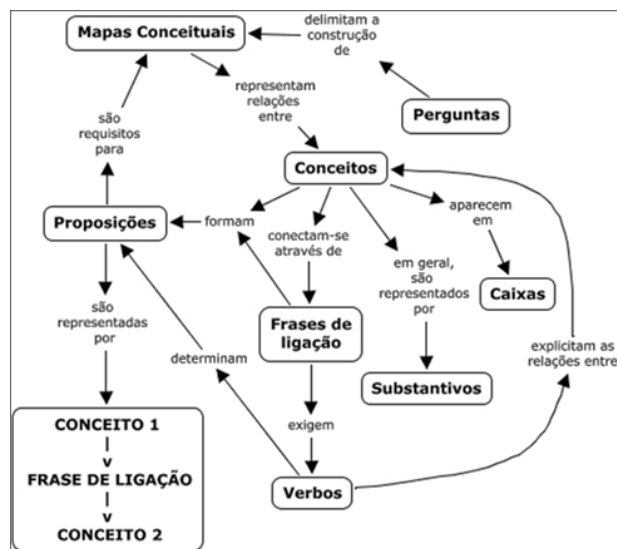 Mapas Conceituais
delimitam a
construção
de
Perguntas
representam
relações
entre
são
requisitos
para
Conceitos
Proposições
formam
conectam-se
através de
aparecem
em
em geral,
são
representados
por
Caixas
são
representadas
por
Frases de
ligação
determinam
explicitam as
relações entre
Substantivos
exigem
CONCEITO 1
|
v
FRASE DE LIGAÇÃO
|
v
CONCEITO 2
Verbos